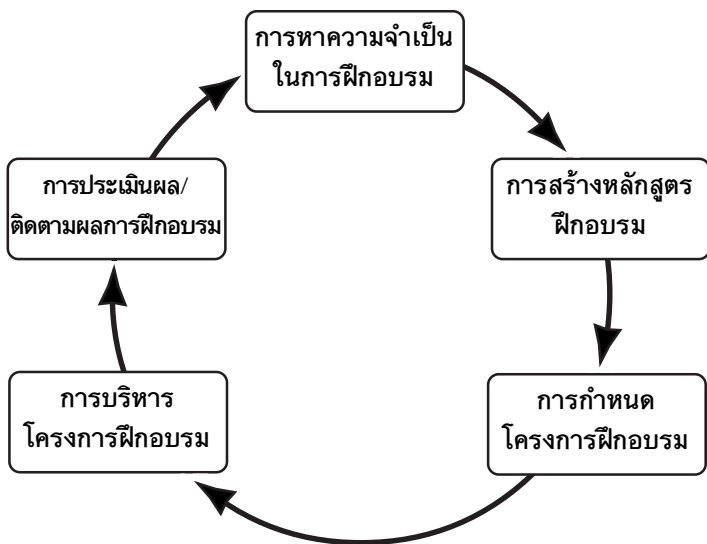 การหาความจำเป็น
ในการฝึกอบรม
การสร้างหลักสูตร
ฝึกอบรม
การกำหนด
โครงการฝึกอบรม
การบริหาร
โครงการฝึกอบรม
การประเมินผล/
ติดตามผลการฝึกอบรม